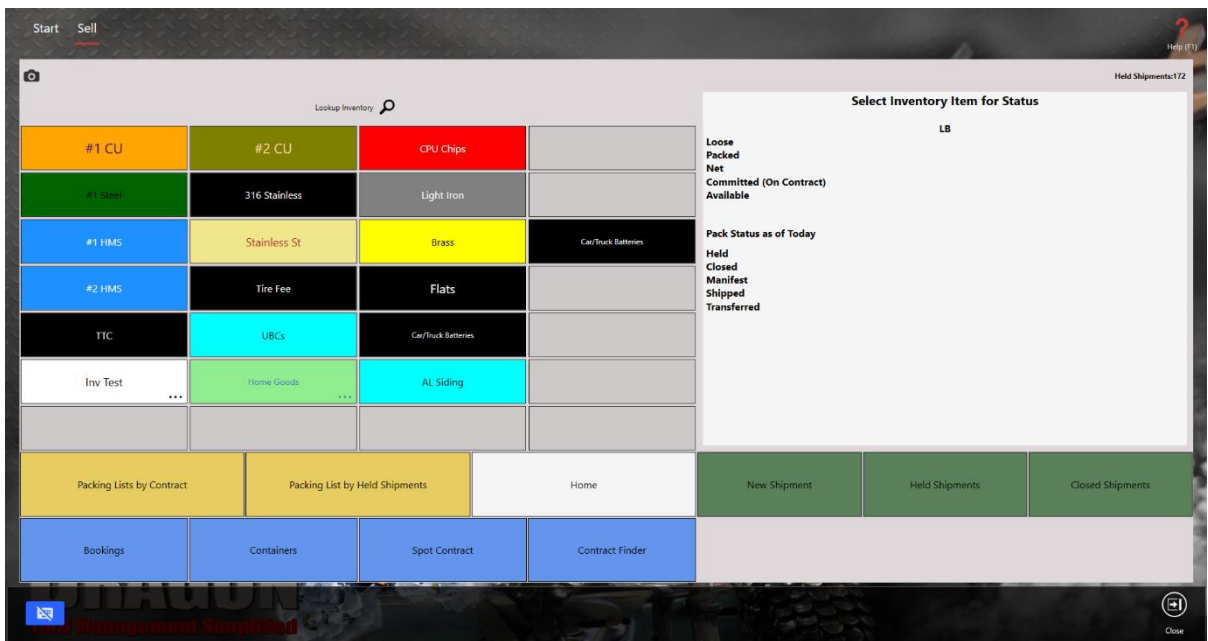 Start Sell
Help (F1)
Held Shipments:172
Lookup Inventory
#1 CU
#2 CU
CPU Chips
#1 Steel
316 Stainless
Light Iron
#1 HMS
Stainless St
Brass
Car/Truck Batteries
#2 HMS
Tire Fee
Flats
TTC
UBCs
Car/Truck Batteries
Inv Test
...
Home Goods
...
AL Siding
Select Inventory Item for Status
LB
Loose
Packed
Net
Committed (On Contract)
Available
Pack Status as of Today
Held
Closed
Manifest
Shipped
Transferred
Packing Lists by Contract
Packing List by Held Shipments
Home
New Shipment
Held Shipments
Closed Shipments
Bookings
Containers
Spot Contract
Contract Finder
DRAGON
Management Simplified
Close